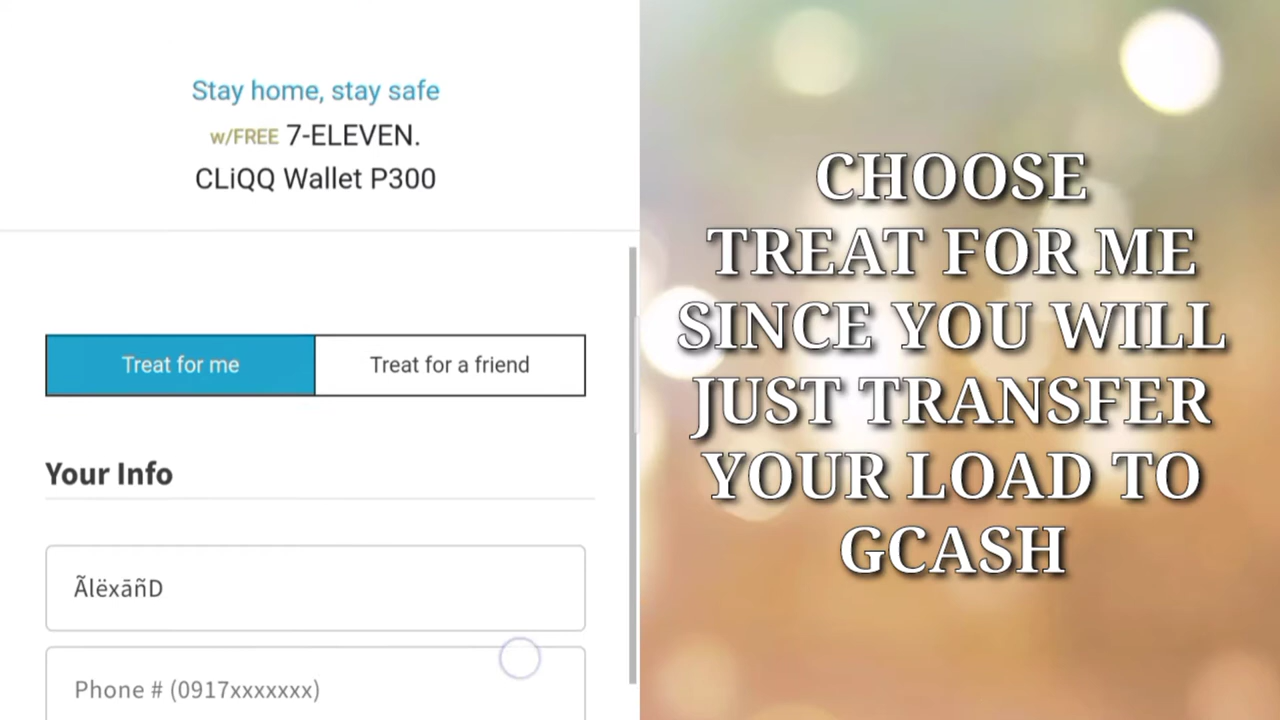 Stay home, stay safe
w/FREE 7-ELEVEN.
CLiQQ Wallet P300
Treat for me
Treat for a friend
Your Info
ÃlëxāñD
Phone # (0917xxxxxxx)
CHOOSE
TREAT FOR ME
SINCE YOU WILL
JUST TRANSFER
YOUR LOAD TO
GCASH